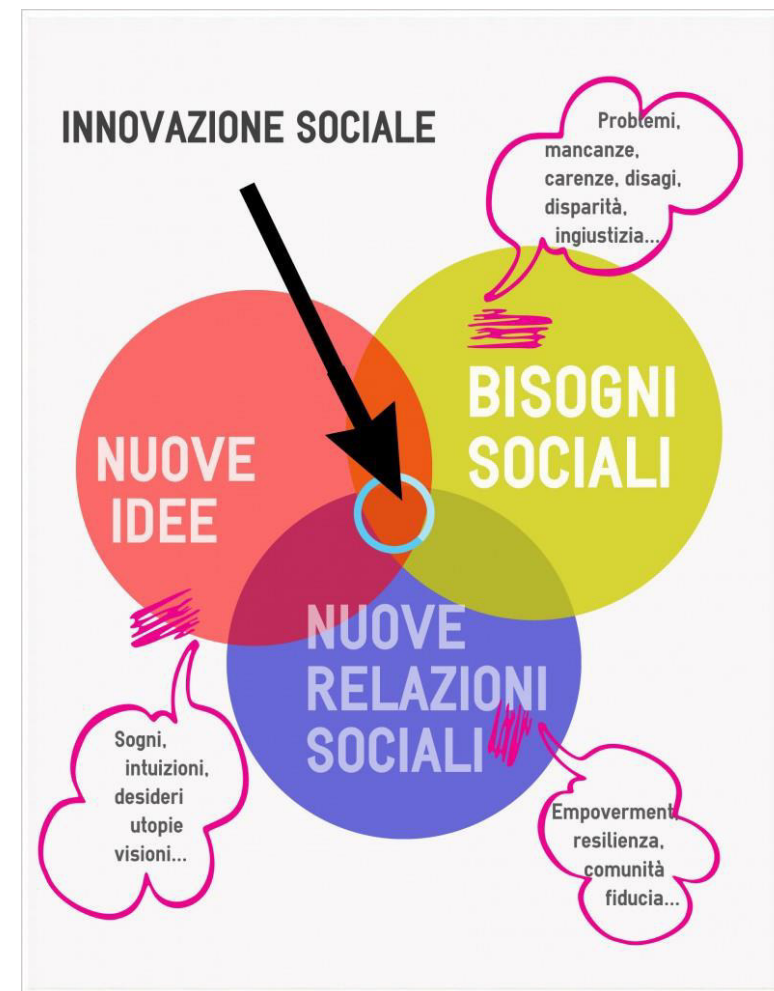 INNOVAZIONE SOCIALE
Problemi,
mancanze,
carenze, disagi,
disparità,
ingiustizia...
BISOGNI
SOCIALI
NUOVE
IDEE
NUOVE
RELAZIONI
SOCIALI
Sogni,
intuizioni,
desideri
utopie
visioni...
Empoverment,
resilienza,
comunità
fiducia...